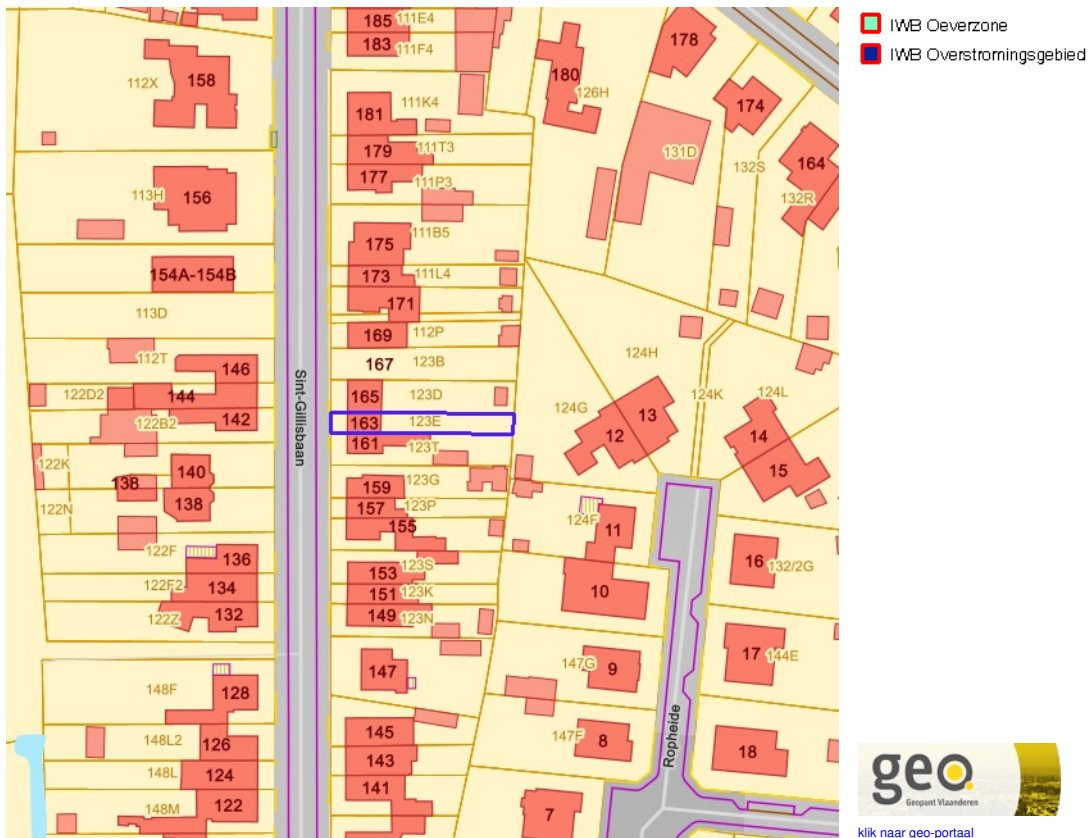 IWB Oeverzone
IWB Overstromingsgebied
185
111E4
183
111F4
178
158
112X
180
126H
174
181
111K4
179
111T3
131D
164
132S
177
111P3
132R
113H
156
175
111B5
154A-154B
173
111L4
171
113D
169
112P
124H
112T
167
123B
146
122D2
144
165
123D
124K
124L
Sint-Gillisbaan
124G
13
142
122B2
163
123E
12
14
161
123T
122K
140
15
138
159
123G
122N
138
157
123P
124F
155
11
122F
136
16
132/2G
153
123S
122F2
134
151
123K
10
122Z
132
149
123N
17
144E
147G
9
147
148F
128
145
147F
8
148L2
126
Ropheide
18
143
148L
124
141
148M
122
7
geo.
Geopunt Vlaanderen
klik naar geo-portaal